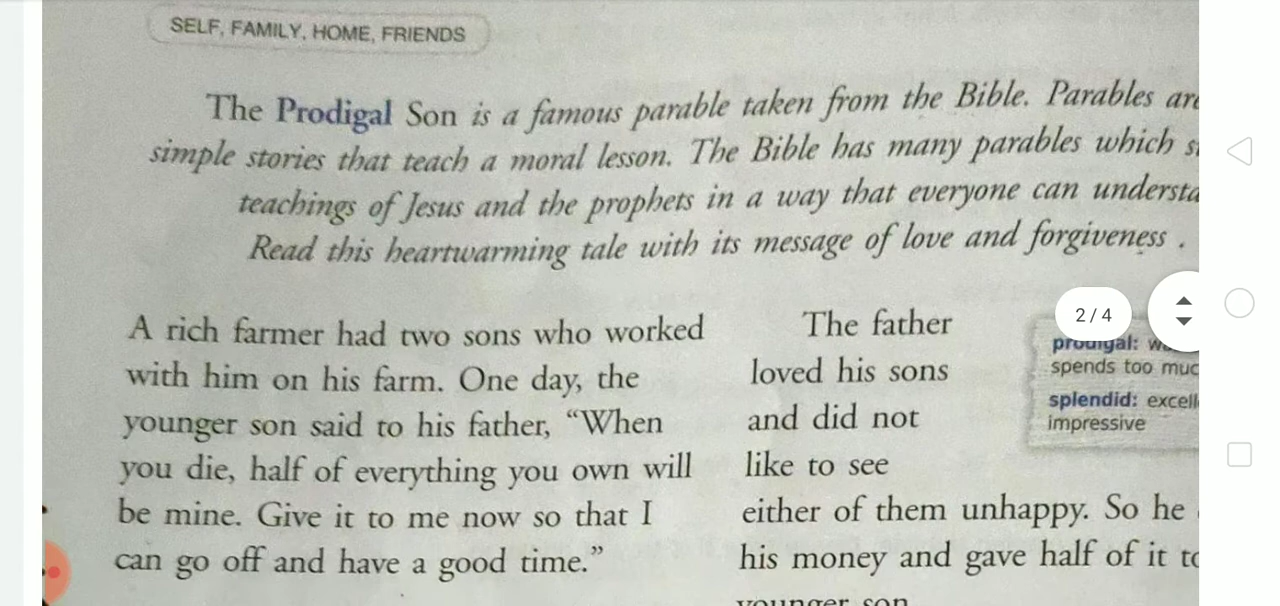 SELF, FAMILY, HOME, FRIENDS
The Prodigal Son is a famous parable taken from the Bible. Parables are
simple stories that teach a moral lesson. The Bible has many parables which
teachings of Jesus and the prophets in a way that everyone can
Read this heartwarming tale with its message of love and forgiveness .
A rich farmer had two sons who worked
with him on his farm. One day, the
younger son said to his father, “When
you die, half of everything you own will
be mine. Give it to me now so that I
can go off and have a good time.”
The father
loved his sons
and did not
like to see
either of them unhappy. So he
his money and gave half of it
younger son
2/4
prodigal:
spends too
splendid:
impressive